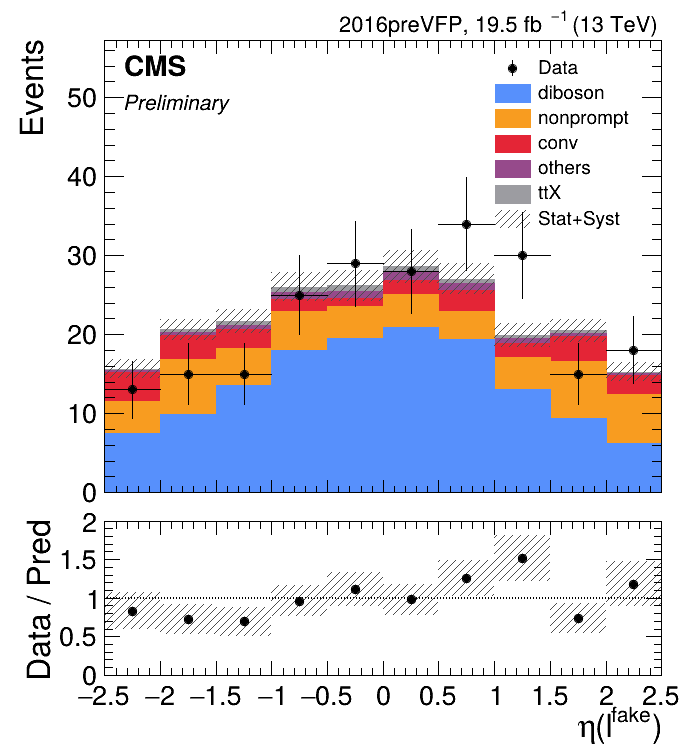 2016preVFP, 19.5 fb⁻¹ (13 TeV)
Events
CMS
Preliminary
Data
diboson
nonprompt
conv
others
ttX
Stat+Syst
50
40
30
20
10
0
Data / Pred
2
1.5
1
0.5
0
−2.5 −2 −1.5 −1 −0.5 0 0.5 1 1.5 2 2.5
η(l^fake)